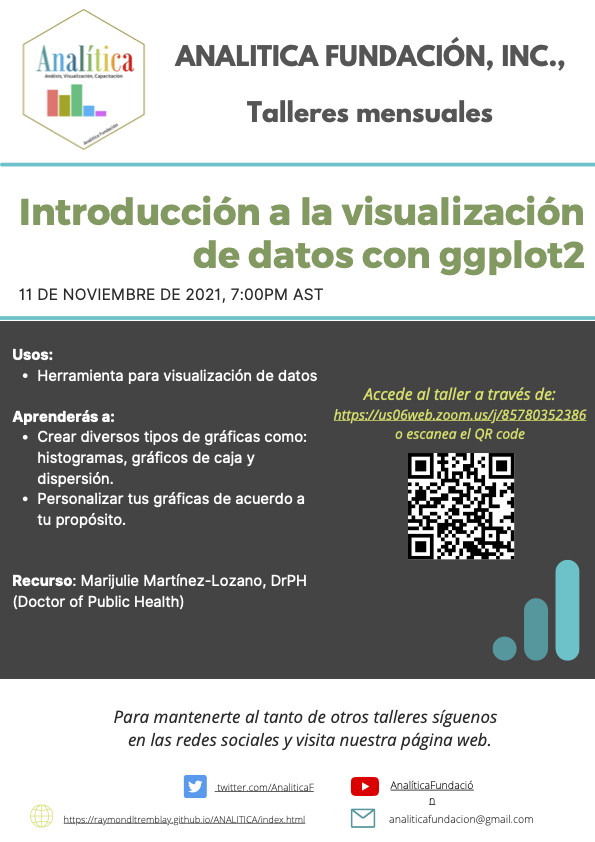 Analítica
Análisis, Visualización, Capacitación
Analítica Fundación
ANALITICA FUNDACIÓN, INC.,
Talleres mensuales
Introducción a la visualización
de datos con ggplot2
11 DE NOVIEMBRE DE 2021, 7:00PM AST
Usos:
• Herramienta para visualización de datos
Aprenderás a:
• Crear diversos tipos de gráficas como:
histogramas, gráficos de caja y
dispersión.
• Personalizar tus gráficas de acuerdo a
tu propósito.
Recurso: Marijulie Martínez-Lozano, DrPH
(Doctor of Public Health)
Accede al taller a través de:
https://us06web.zoom.us/j/85780352386
o escanea el QR code
Para mantenerte al tanto de otros talleres síguenos
en las redes sociales y visita nuestra página web.
twitter.com/AnaliticaF
AnalíticaFundació
n
https://raymondltremblay.github.io/ANALITICA/index.html
analiticafundacion@gmail.com